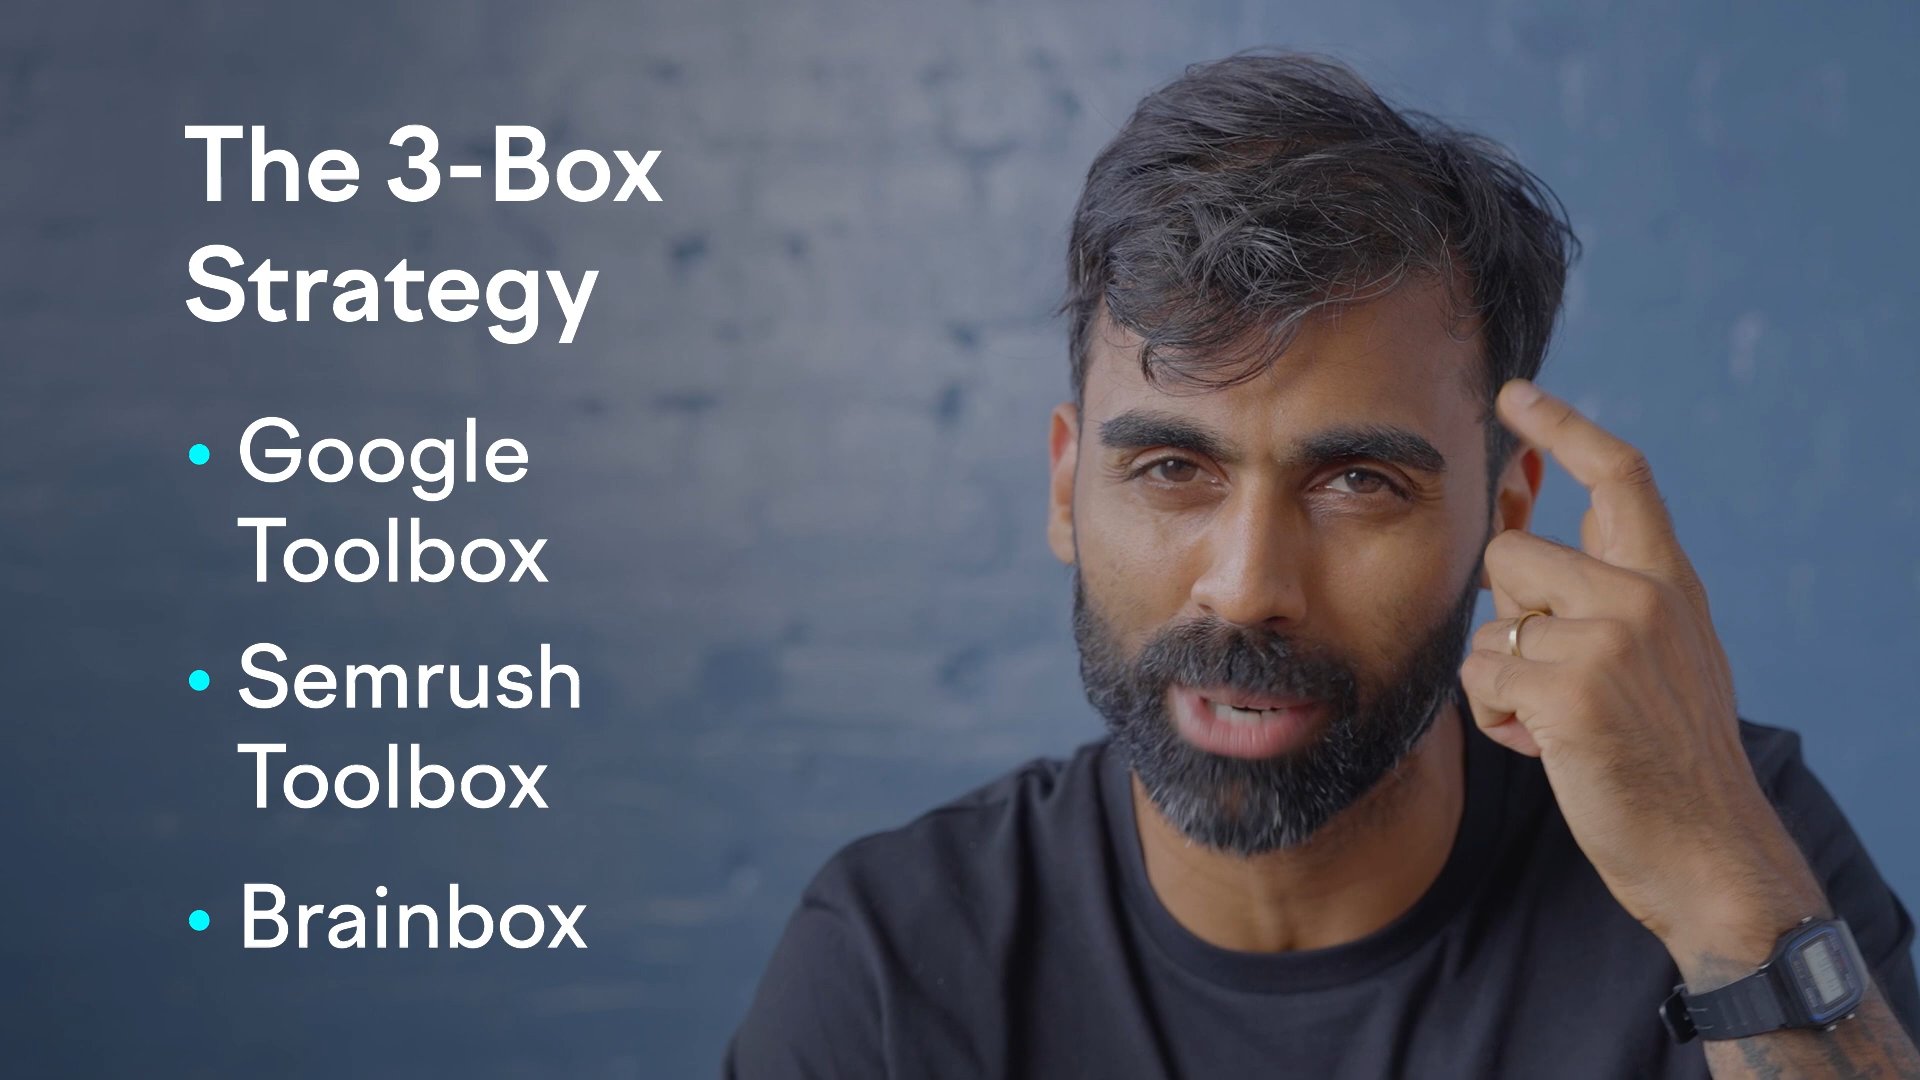 The 3-Box
Strategy
• Google
Toolbox
• Semrush
Toolbox
• Brainbox